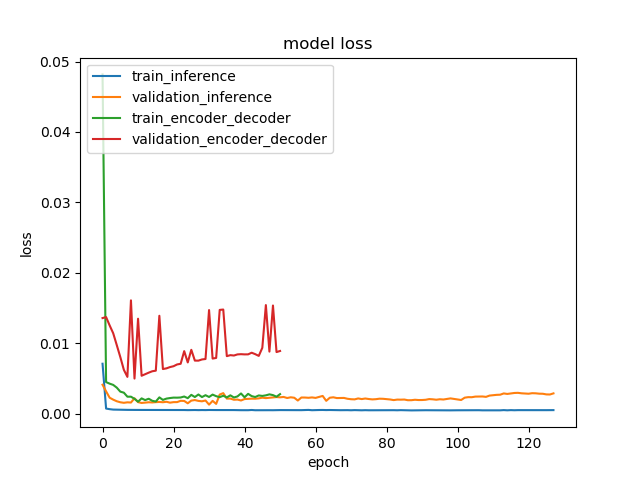 model loss
train_inference
validation_inference
train_encoder_decoder
validation_encoder_decoder
0.05
0.04
0.03
0.02
0.01
0.00
loss
0 20 40 60 80 100 120
epoch